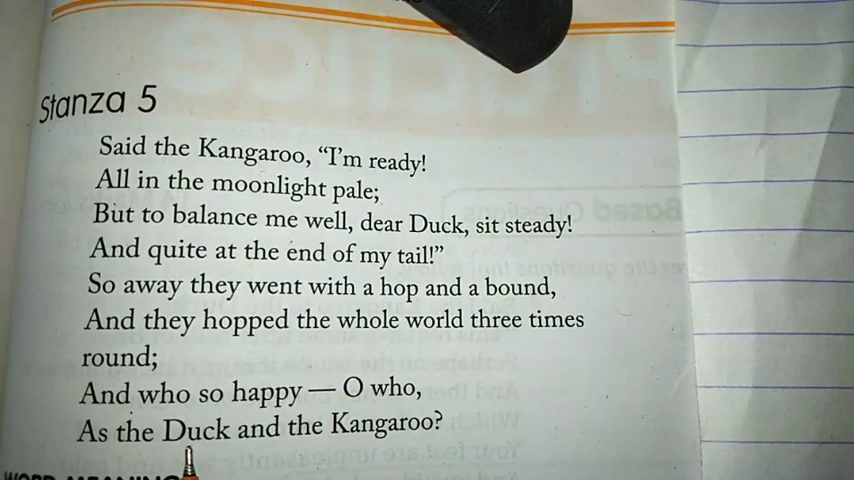 Stanza 5
Said the Kangaroo, “I’m ready!
All in the moonlight pale;
But to balance me well, dear Duck, sit steady!
And quite at the end of my tail!”
So away they went with a hop and a bound,
And they hopped the whole world three times
round;
And who so happy — O who,
As the Duck and the Kangaroo?
WORD MEANING